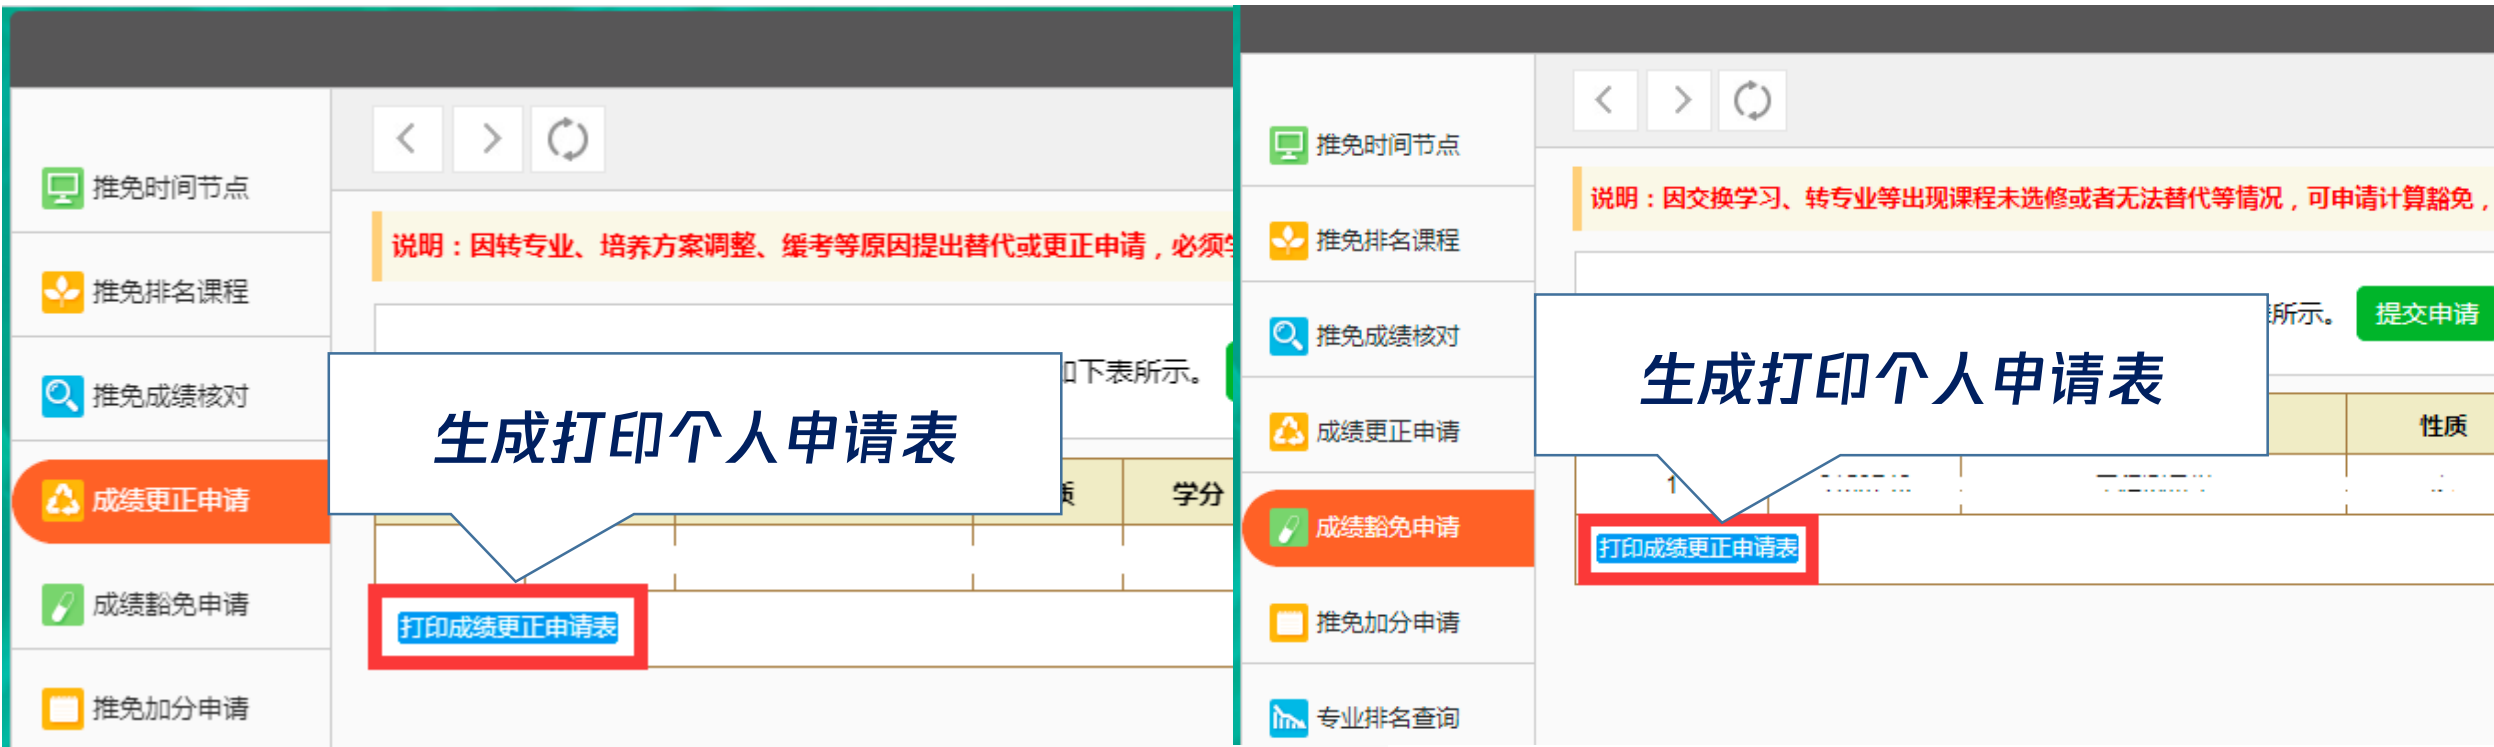 推免时间节点
推免排名课程
推免成绩核对
成绩更正申请
成绩豁免申请
推免加分申请
说明：因转专业、培养方案调整、缓考等原因提出替代或更正申请，必须
如下表所示。
生成打印个人申请表
质
学分
打印成绩更正申请表
推免时间节点
推免排名课程
推免成绩核对
成绩更正申请
成绩豁免申请
推免加分申请
专业排名查询
说明：因交换学习、转专业等出现课程未选修或者无法替代等情况，可申请计算豁免，
所示。
提交申请
生成打印个人申请表
性质
1
打印成绩更正申请表